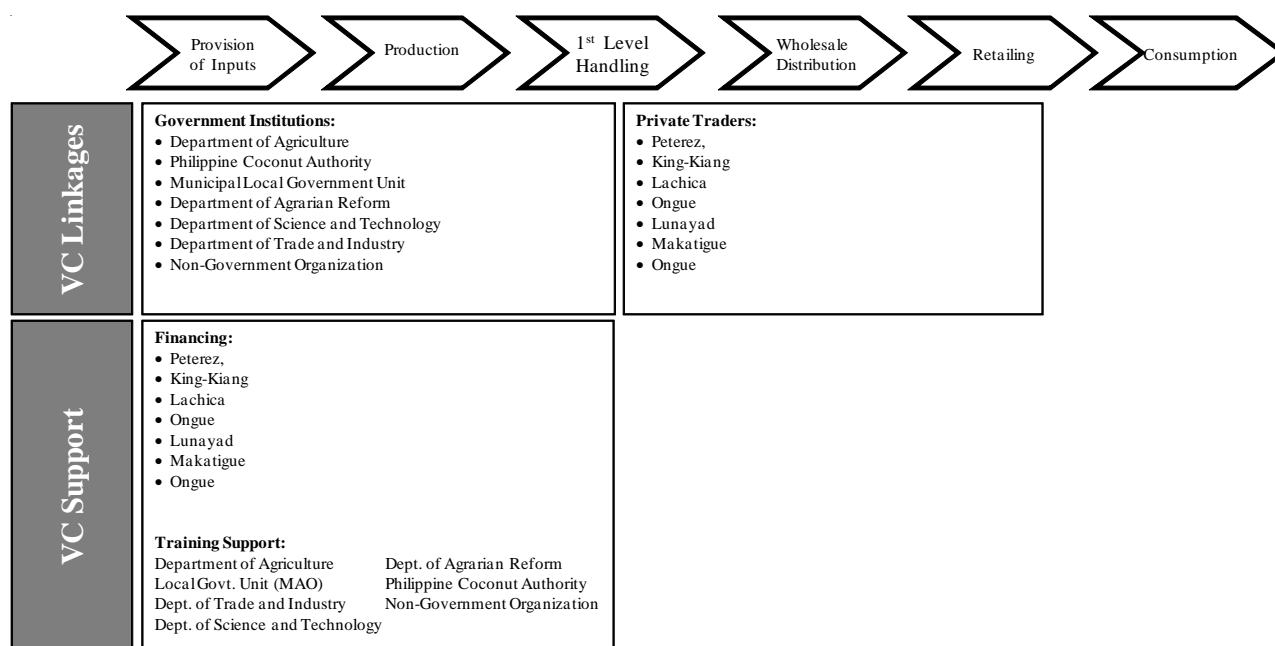 Provision
of Inputs
Production
1st Level
Handling
Wholesale
Distribution
Retailing
Consumption
VC Linkages
Government Institutions:
• Department of Agriculture
• Philippine Coconut Authority
• Municipal Local Government Unit
• Department of Agrarian Reform
• Department of Science and Technology
• Department of Trade and Industry
• Non-Government Organization
Private Traders:
• Peterez,
• King-Kiang
• Lachica
• Ongue
• Lunayad
• Makatigue
• Ongue
VC Support
Financing:
• Peterez,
• King-Kiang
• Lachica
• Ongue
• Lunayad
• Makatigue
• Ongue
Training Support:
Department of Agriculture Dept. of Agrarian Reform
Local Govt. Unit (MAO) Philippine Coconut Authority
Dept. of Trade and Industry Non-Government Organization
Dept. of Science and Technology